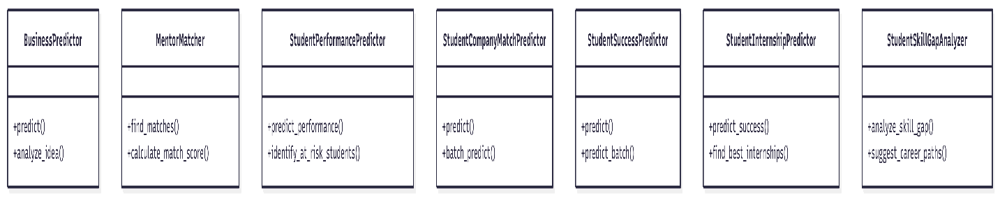 BusinessPredictor
+predict()
+analyze_idea()
MentorMatcher
+find_matches()
+calculate_match_score()
StudentPerformancePredictor
+predict_performance()
+identify_at_risk_students()
StudentCompanyMatchPredictor
+predict()
+batch_predict()
StudentSuccessPredictor
+predict()
+predict_batch()
StudentInternshipPredictor
+predict_success()
+find_best_internships()
StudentSkillGapAnalyzer
+analyze_skill_gap()
+suggest_career_paths()